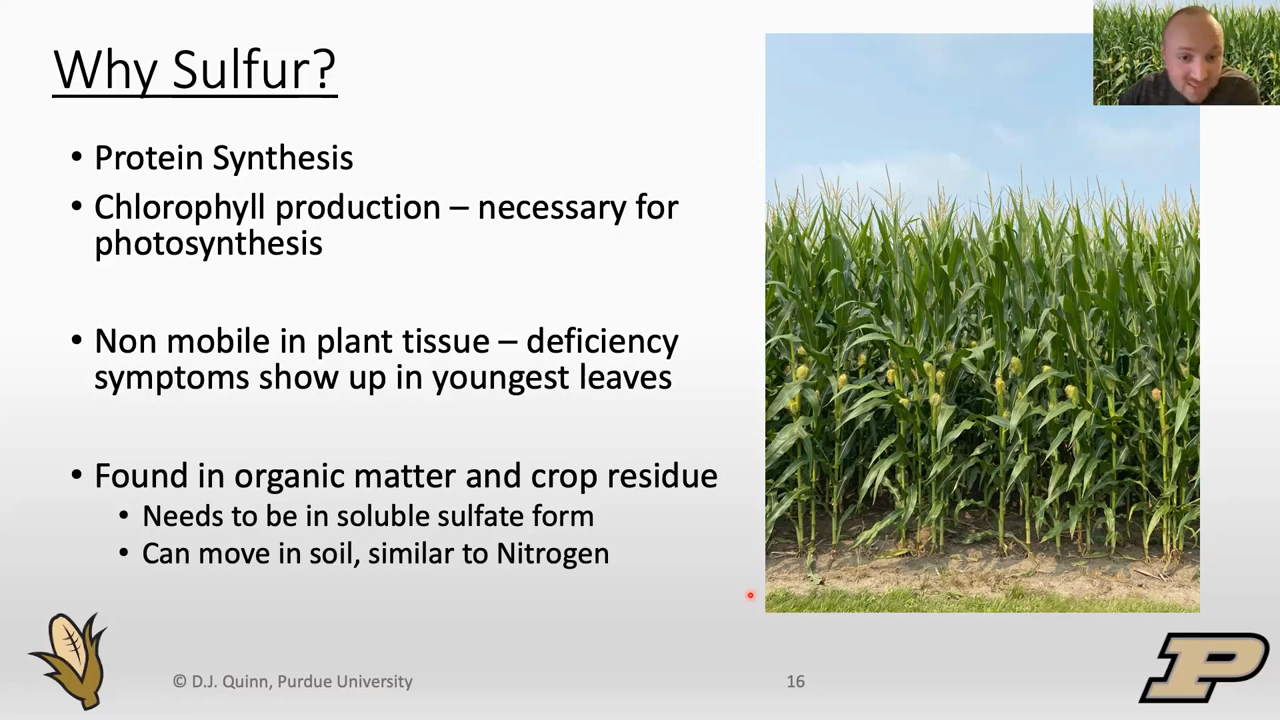 Why Sulfur?
• Protein Synthesis
• Chlorophyll production – necessary for
photosynthesis
• Non mobile in plant tissue – deficiency
symptoms show up in youngest leaves
• Found in organic matter and crop residue
• Needs to be in soluble sulfate form
• Can move in soil, similar to Nitrogen
© D.J. Quinn, Purdue University
16
P